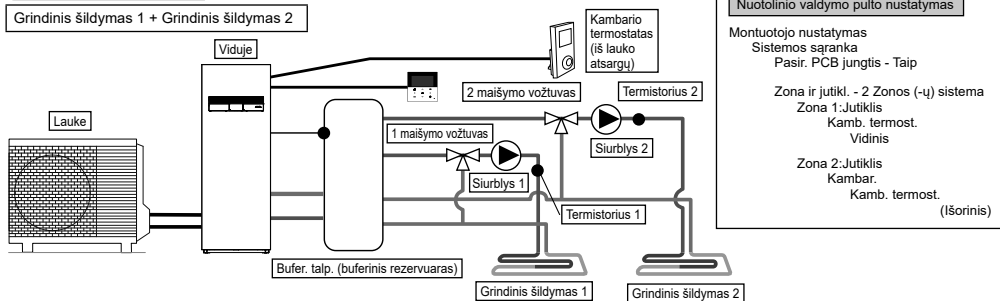 Grindinis šildymas 1 + Grindinis šildymas 2
Viduje
Lauke
Kambario
termostatas
(iš lauko
atsargų)
2 maišymo vožtuvas
Termistorius 2
1 maišymo vožtuvas
Siurblys 2
Siurblys 1
Termistorius 1
Bufer. talp. (buferinis rezervuaras)
Grindinis šildymas 1
Grindinis šildymas 2
Nuotolinio valdymo pulto nustatymas
Montuotojo nustatymas
Sistemos sąranka
Pasir. PCB jungtis - Taip
Zona ir jutikl. - 2 Zonos (-ų) sistema
Zona 1:Jutiklis
Kamb. termost.
Vidinis
Zona 2:Jutiklis
Kambar.
Kamb. termost.
(Išorinis)